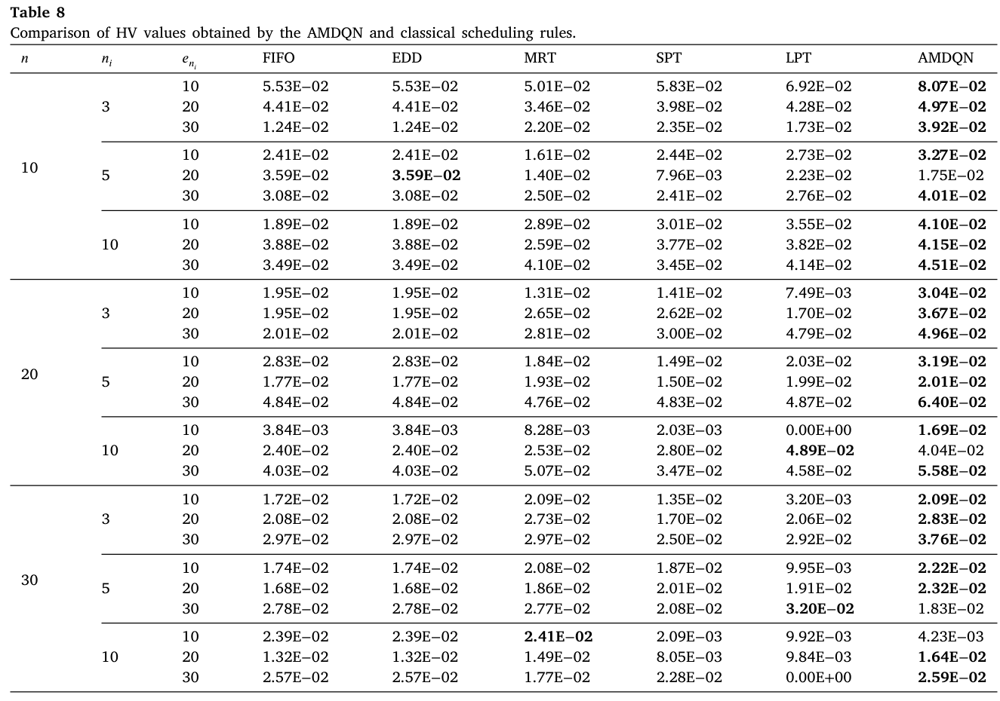 Table 8
Comparison of HV values obtained by the AMDQN and classical scheduling rules.
n ni eni FIFO EDD MRT SPT LPT AMDQN
10 5.53E−02 5.53E−02 5.01E−02 5.83E−02 6.92E−02 8.07E−02
3 20 4.41E−02 4.41E−02 3.46E−02 3.98E−02 4.28E−02 4.97E−02
30 1.24E−02 1.24E−02 2.20E−02 2.35E−02 1.73E−02 3.92E−02
10 2.41E−02 2.41E−02 1.61E−02 2.44E−02 2.73E−02 3.27E−02
10 5 20 3.59E−02 3.59E−02 1.40E−02 7.96E−03 2.23E−02 1.75E−02
30 3.08E−02 3.08E−02 2.50E−02 2.41E−02 2.76E−02 4.01E−02
10 1.89E−02 1.89E−02 2.89E−02 3.01E−02 3.55E−02 4.10E−02
10 20 3.88E−02 3.88E−02 2.59E−02 3.77E−02 3.82E−02 4.15E−02
30 3.49E−02 3.49E−02 4.10E−02 3.45E−02 4.14E−02 4.51E−02
10 1.95E−02 1.95E−02 1.31E−02 1.41E−02 7.49E−03 3.04E−02
3 20 1.95E−02 1.95E−02 2.65E−02 2.62E−02 1.70E−02 3.67E−02
30 2.01E−02 2.01E−02 2.81E−02 3.00E−02 4.79E−02 4.96E−02
10 2.83E−02 2.83E−02 1.84E−02 1.49E−02 2.03E−02 3.19E−02
20 5 20 1.77E−02 1.77E−02 1.93E−02 1.50E−02 1.99E−02 2.01E−02
30 4.84E−02 4.84E−02 4.76E−02 4.83E−02 4.87E−02 6.40E−02
10 3.84E−03 3.84E−03 8.28E−03 2.03E−03 0.00E+00 1.69E−02
10 20 2.40E−02 2.40E−02 2.53E−02 2.80E−02 4.89E−02 4.04E−02
30 4.03E−02 4.03E−02 5.07E−02 3.47E−02 4.58E−02 5.58E−02
10 1.72E−02 1.72E−02 2.09E−02 1.35E−02 3.20E−03 2.09E−02
3 20 2.08E−02 2.08E−02 2.73E−02 1.70E−02 2.06E−02 2.83E−02
30 2.97E−02 2.97E−02 2.97E−02 2.50E−02 2.92E−02 3.76E−02
10 1.74E−02 1.74E−02 2.08E−02 1.87E−02 9.95E−03 2.22E−02
30 5 20 1.68E−02 1.68E−02 1.86E−02 2.01E−02 1.91E−02 2.32E−02
30 2.78E−02 2.78E−02 2.77E−02 2.08E−02 3.20E−02 1.83E−02
10 2.39E−02 2.39E−02 2.41E−02 2.09E−03 9.92E−03 4.23E−03
10 20 1.32E−02 1.32E−02 1.49E−02 8.05E−03 9.84E−03 1.64E−02
30 2.57E−02 2.57E−02 1.77E−02 2.28E−02 0.00E+00 2.59E−02